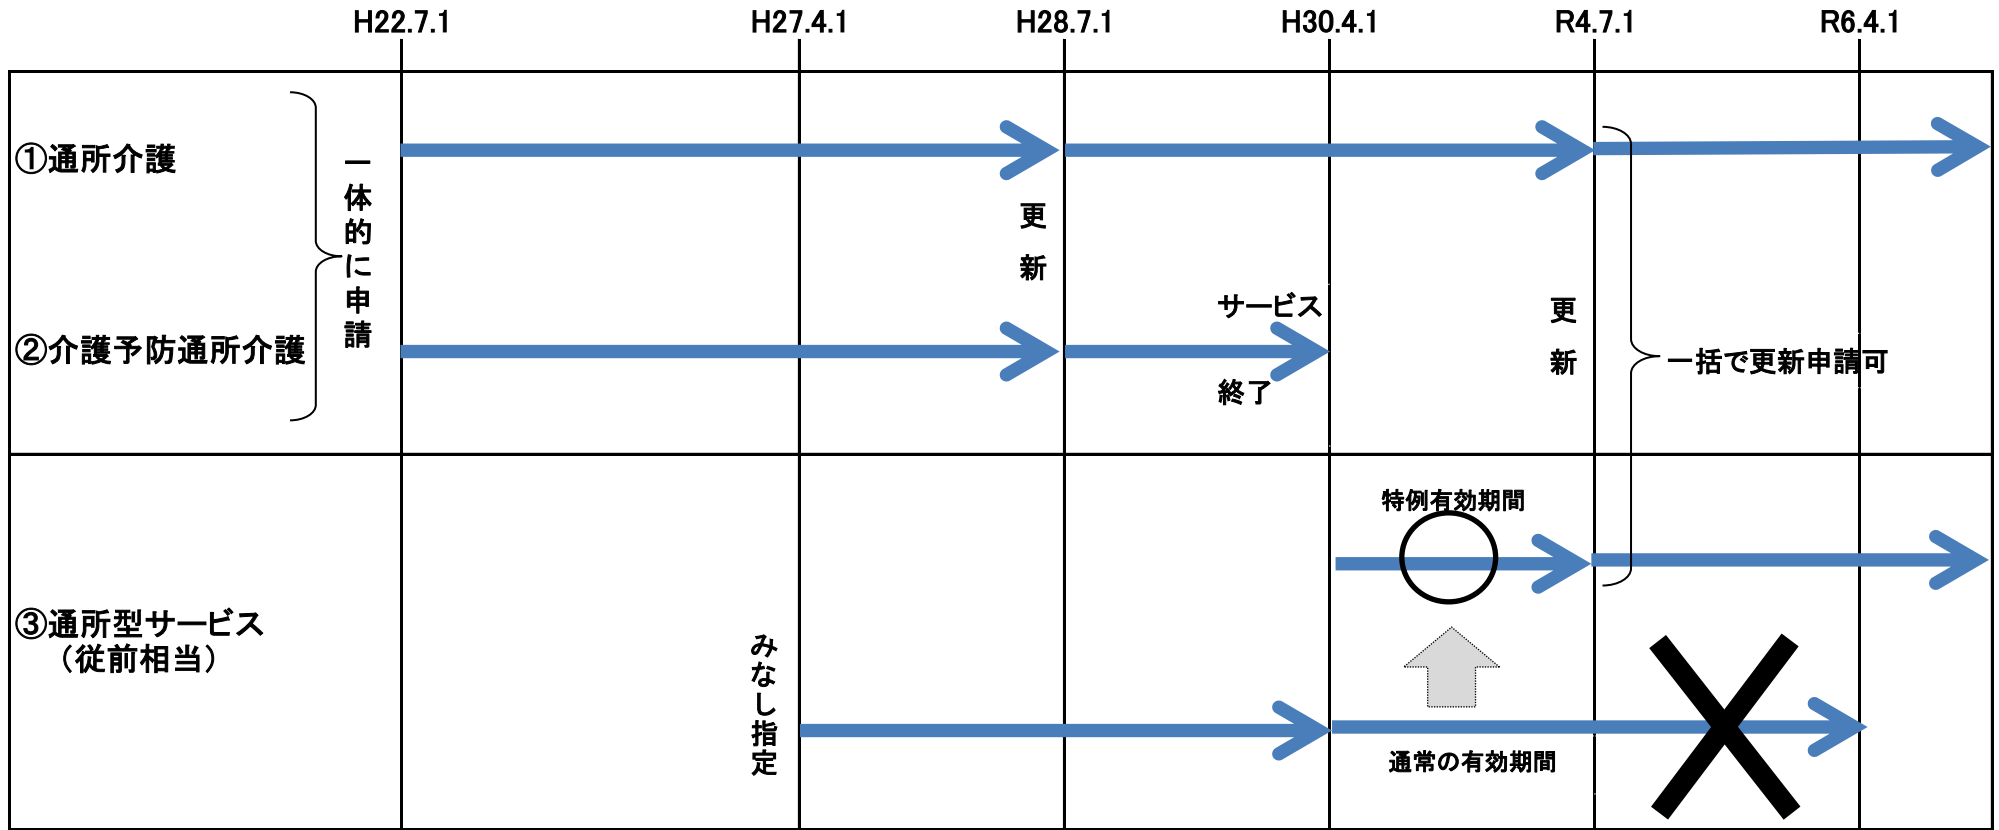 H22.7.1
H27.4.1
H28.7.1
H30.4.1
R4.7.1
R6.4.1
①通所介護
一体的に申請
②介護予防通所介護
更新
サービス
終了
更新
一括で更新申請可
特例有効期間
③通所型サービス
（従前相当）
みなし指定
通常の有効期間